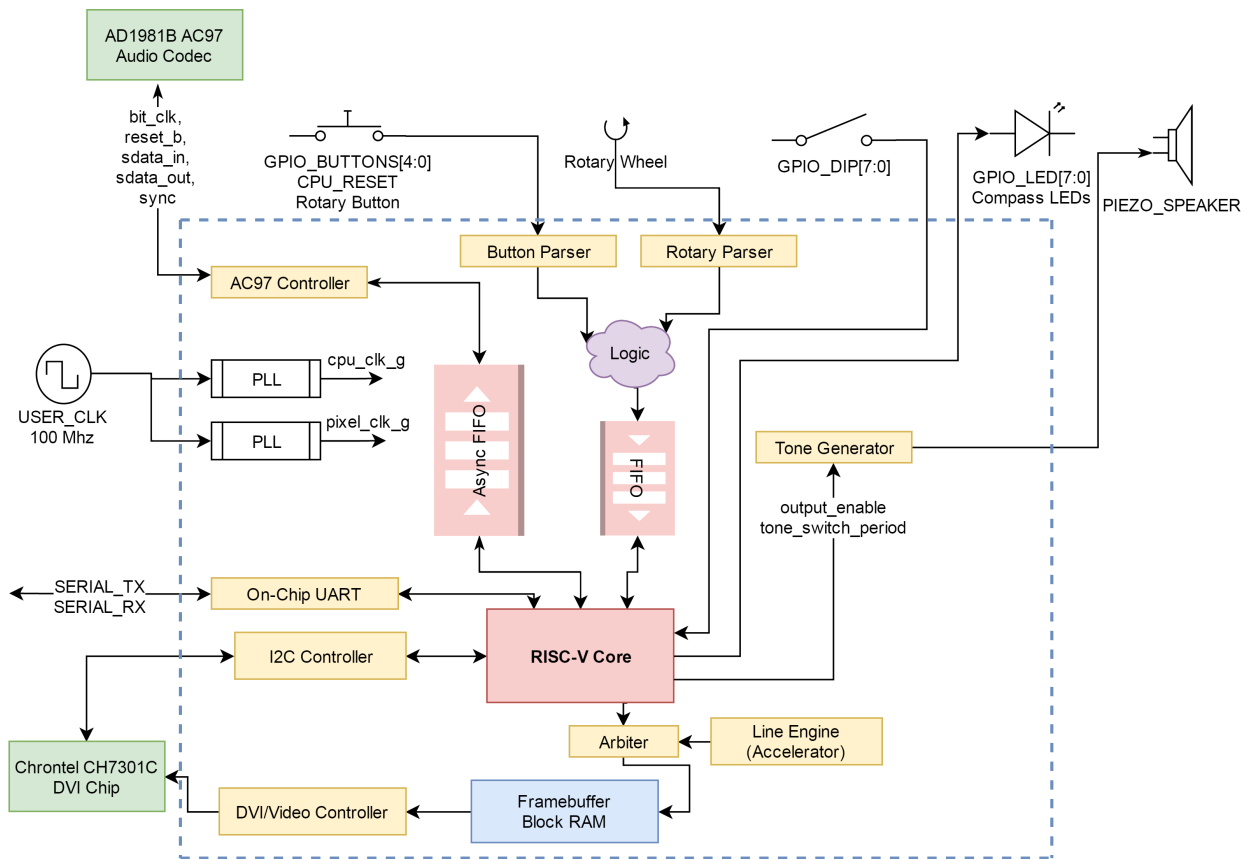 AD1981B AC97
Audio Codec
bit_clk,
reset_b,
sdata_in,
sdata_out,
sync
GPIO_BUTTONS[4:0]
CPU_RESET
Rotary Button
Rotary Wheel
GPIO_DIP[7:0]
GPIO_LED[7:0]
Compass LEDs
PIEZO_SPEAKER
Button Parser
Rotary Parser
AC97 Controller
Logic
USER_CLK
100 Mhz
PLL
cpu_clk_g
PLL
pixel_clk_g
Async FIFO
FIFO
Tone Generator
output_enable
tone_switch_period
SERIAL_TX
SERIAL_RX
On-Chip UART
I2C Controller
RISC-V Core
Arbiter
Line Engine
(Accelerator)
Chrontel CH7301C
DVI Chip
DVI/Video Controller
Framebuffer
Block RAM